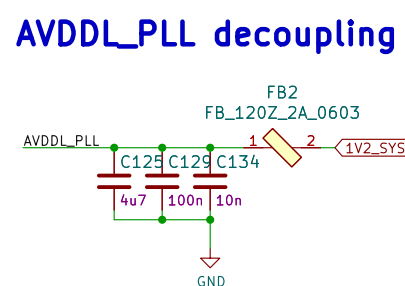 AVDDL_PLL decoupling
FB2
FB_120Z_2A_0603
AVDDL_PLL
1
2
1V2_SYS
C125
C129
C134
4u7
100n
10n
GND